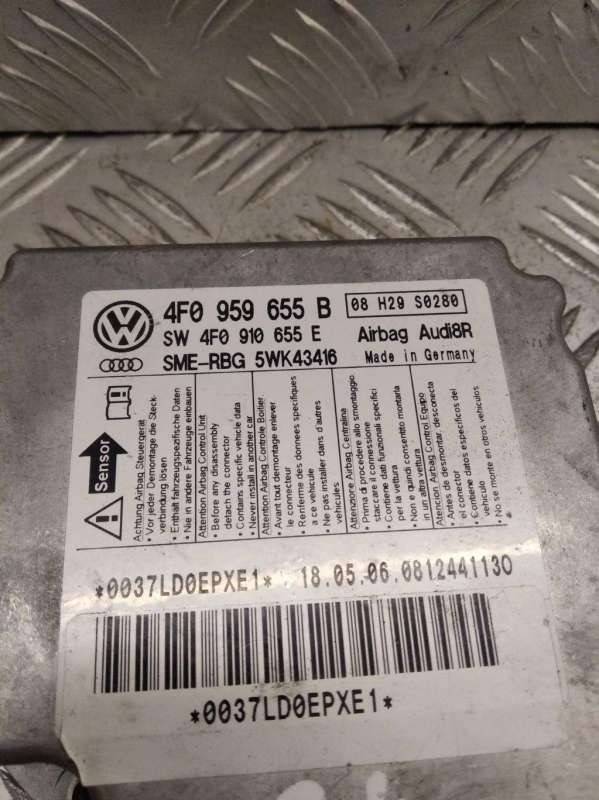 4F0 959 655 B
08 H29 S0280
SW 4F0 910 655 E
Airbag Audi8R
SME-RBG 5WK43416
Made in Germany
Sensor
Achtung Airbag Steuergerät
• Vor jeder Demontage die Steck-
verbindung lösen
• Enthält fahrzeugspezifische Daten
• Nie in andere Fahrzeuge einbauen
Attention Airbag Control Unit
• Before any disassembly
detach the connector
• Contains specific vehicle data
• Never install in another car
Attention Airbag Controle Boitier
• Avant tout demontage enlever
le connecteur
• Renferme des donnees specifiques
a ce vehicule
• Ne pas installer dans d'autres
vehicules
Attenzione Airbag Centralina
• Prima di procedere allo smontaggio
staccare il connessione
• Contiene dati funzionali specifici
per la vettura
• Non e quindi consentito montarla
in un altra vettura
Atencion Airbag Control Equipo
• Antes de desmontar, desconecta
el conector
• Contiene datos especificos del
vehiculo
• No se monte en otros vehiculos
*0037LD0EPXE1* 18.05.06.0812441130
*0037LD0EPXE1*